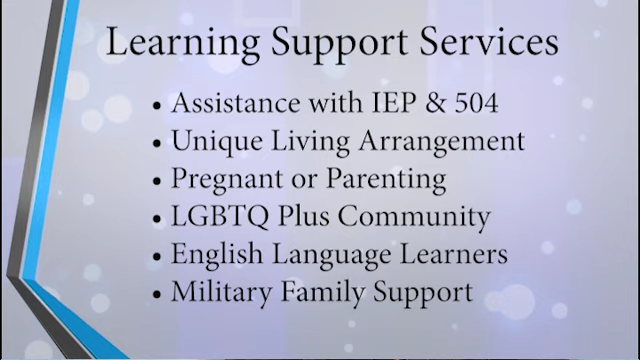 Learning Support Services
• Assistance with IEP & 504
• Unique Living Arrangement
• Pregnant or Parenting
• LGBTQ Plus Community
• English Language Learners
• Military Family Support